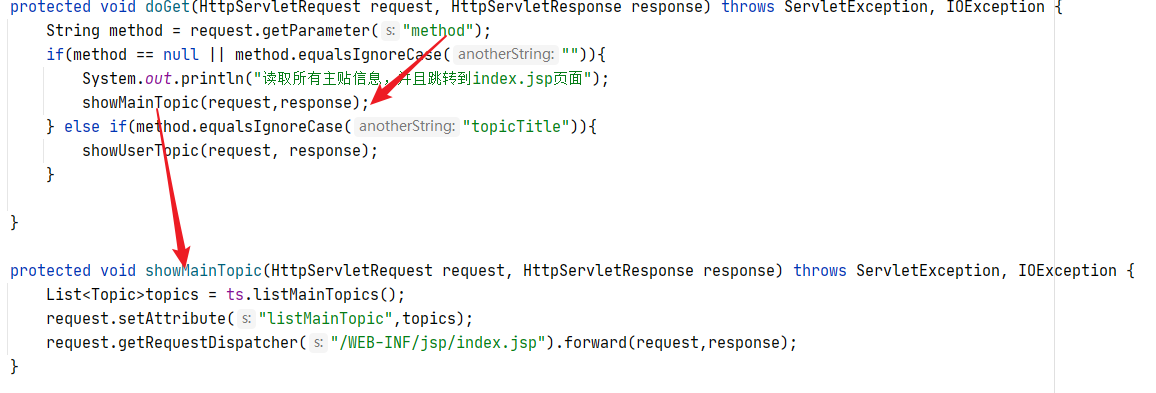 protected void doGet(HttpServletRequest request, HttpServletResponse response) throws ServletException, IOException {
String method = request.getParameter( s: "method");
if(method == null || method.equalsIgnoreCase( anotherString: "")){
System.out.println("读取所有主贴信息，并且跳转到index.jsp页面");
showMainTopic(request,response);
} else if(method.equalsIgnoreCase( anotherString: "topicTitle")){
showUserTopic(request, response);
}
}
protected void showMainTopic(HttpServletRequest request, HttpServletResponse response) throws ServletException, IOException {
List<Topic>topics = ts.listMainTopics();
request.setAttribute( s: "listMainTopic",topics);
request.getRequestDispatcher( s: "/WEB-INF/jsp/index.jsp").forward(request,response);
}